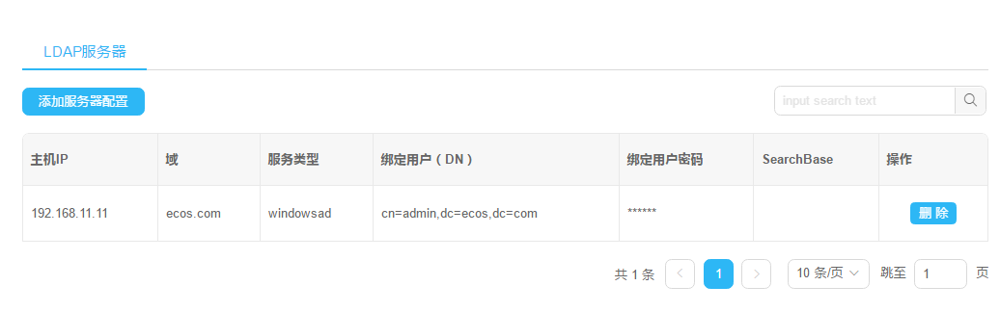 LDAP服务器
添加服务器配置 input search text
主机IP 域 服务类型 绑定用户（DN） 绑定用户密码 SearchBase 操作
192.168.11.11 ecos.com windowsad cn=admin,dc=ecos,dc=com ****** 删 除
共 1 条 1 10 条/页 跳至 1 页